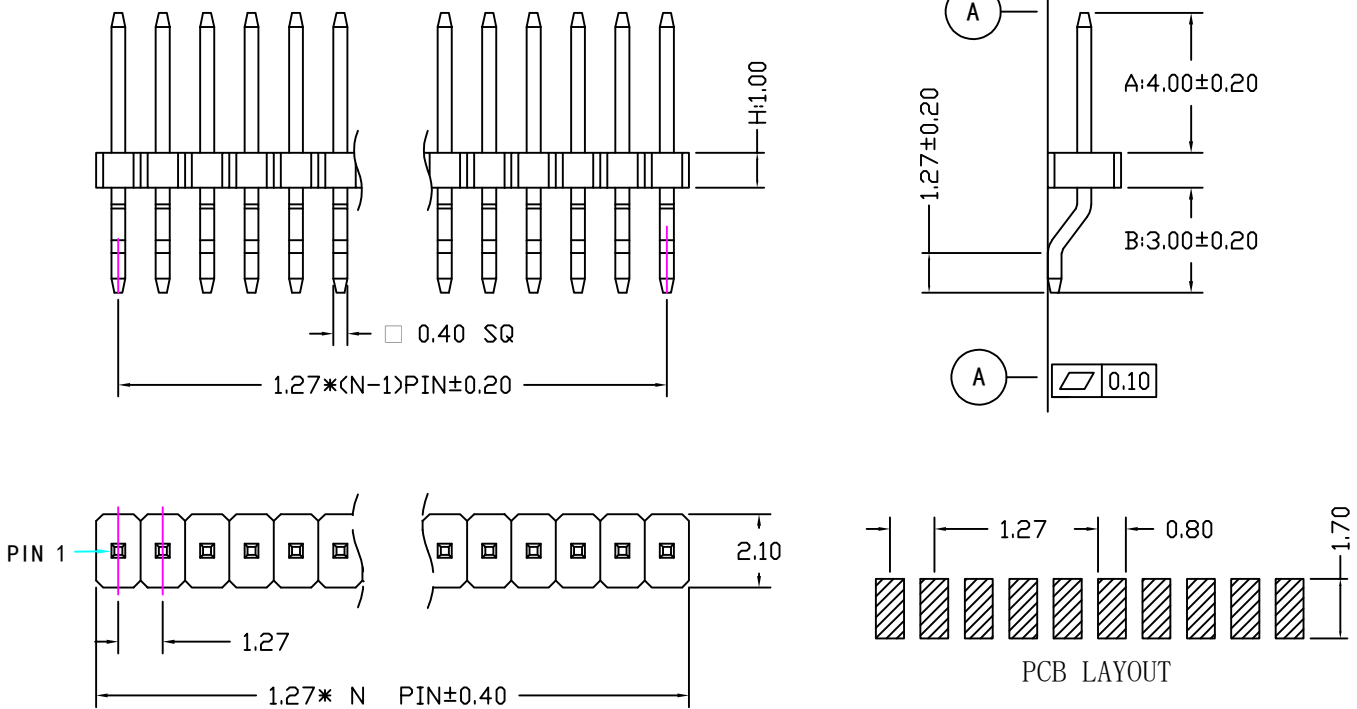 A
H:1.00
1.27±0.20
A:4.00±0.20
B:3.00±0.20
□ 0.40 SQ
1.27*(N-1)PIN±0.20
A
0.10
PIN 1
2.10
1.27
1.27* N PIN±0.40
1.27
0.80
1.70
PCB LAYOUT